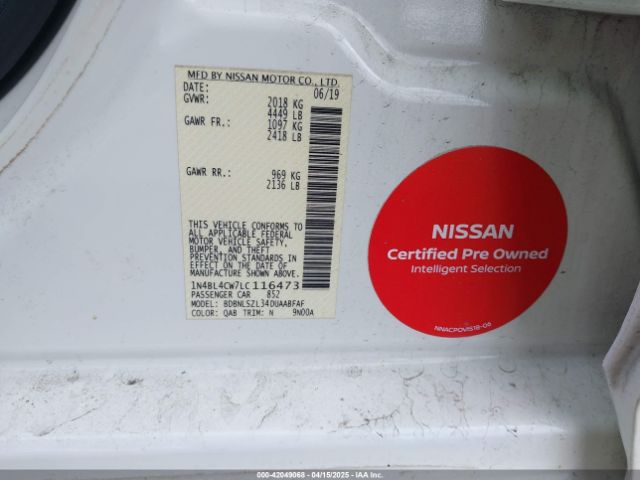 MFD BY NISSAN MOTOR CO., LTD.
DATE: 06/19
GVWR: 2018 KG
4449 LB
GAWR FR.: 1097 KG
2418 LB
GAWR RR.: 969 KG
2136 LB
THIS VEHICLE CONFORMS TO
ALL APPLICABLE FEDERAL
MOTOR VEHICLE SAFETY,
BUMPER, AND THEFT
PREVENTION STANDARDS IN
EFFECT ON THE DATE OF
MANUFACTURE SHOWN ABOVE.
1N4BL4CW7LC116473
PASSENGER CAR 852
MODEL: BDBNLSZL34DUAABFAF
COLOR: QAB TRIM: N 9N00A
NISSAN
Certified Pre Owned
Intelligent Selection
NNACPOVIS18-09
000-42049068 - 04/15/2025 - IAA Inc.